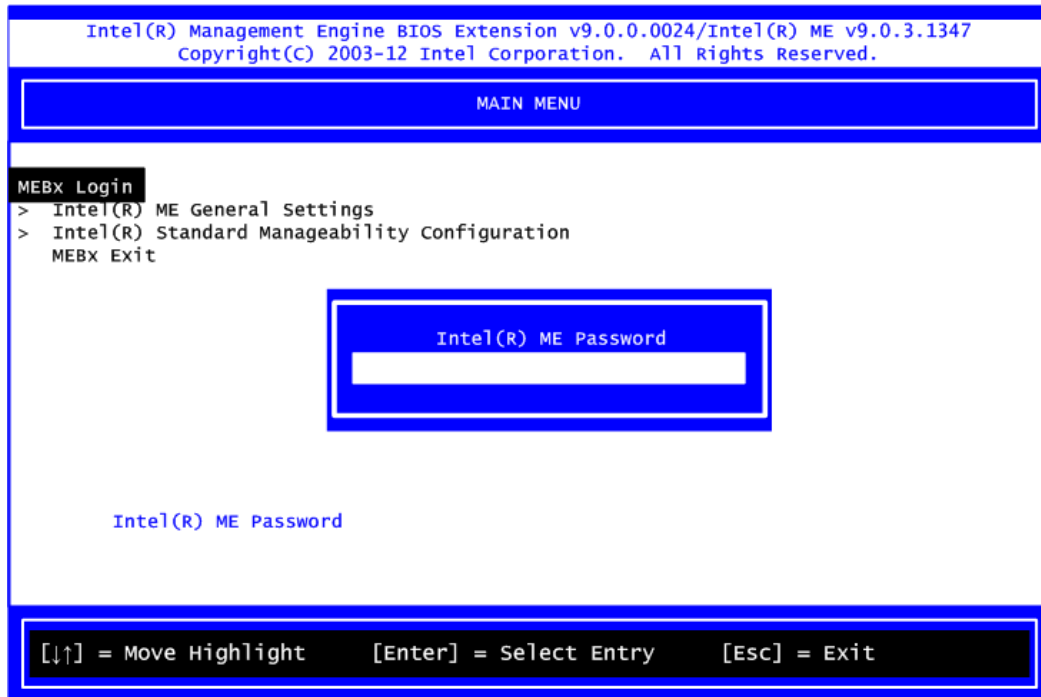 Intel(R) Management Engine BIOS Extension v9.0.0.0024/Intel(R) ME v9.0.3.1347
Copyright(C) 2003-12 Intel Corporation.  All Rights Reserved.
MAIN MENU
MEBx Login
>  Intel(R) ME General Settings
>  Intel(R) Standard Manageability Configuration
MEBx Exit
Intel(R) ME Password
Intel(R) ME Password
[↓↑] = Move Highlight    [Enter] = Select Entry    [Esc] = Exit